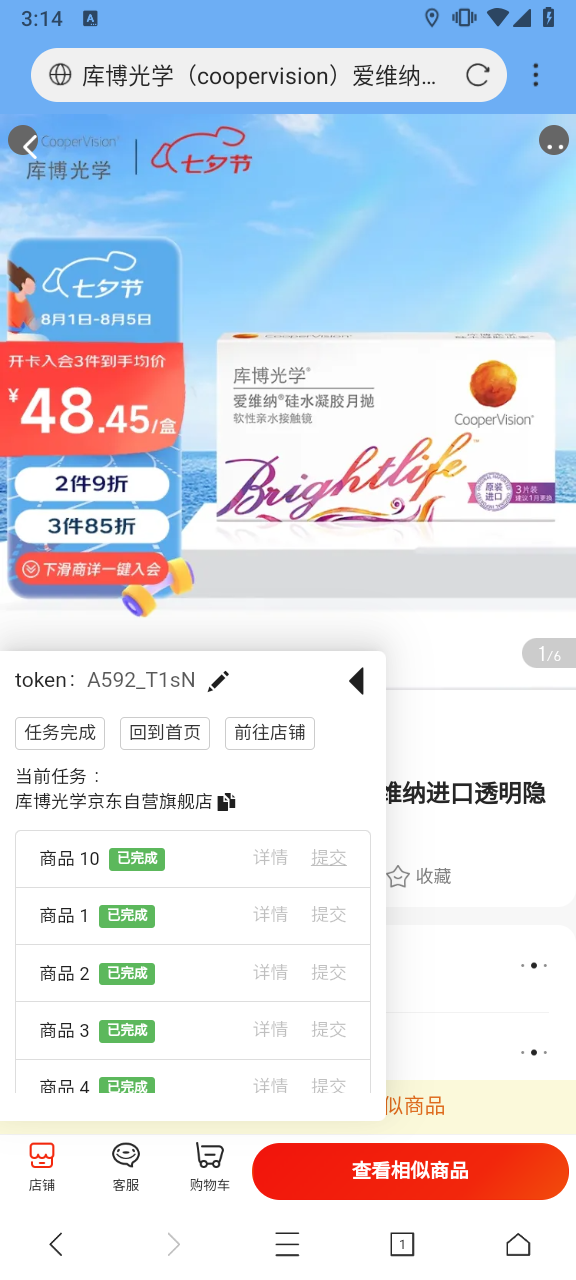 3:14
A
库博光学（coopervision）爱维纳...
CooperVision®
库博光学
七夕节
七夕节
8月1日-8月5日
开卡入会3件到手均价
¥48.45/盒
2件9折
3件85折
下滑商详一键入会
库博光学®
爱维纳®硅水凝胶月抛
软性亲水接触镜
CooperVision®
Brightlife™
原装进口
3片装
建议1月更换
1/6
token： A592_T1sN
任务完成 回到首页 前往店铺
当前任务：
库博光学京东自营旗舰店
维纳进口透明隐
商品 10 已完成 详情 提交
收藏
商品 1 已完成 详情 提交
商品 2 已完成 详情 提交
商品 3 已完成 详情 提交
商品 4 已完成 详情 提交
似商品
店铺 客服 购物车 查看相似商品
1